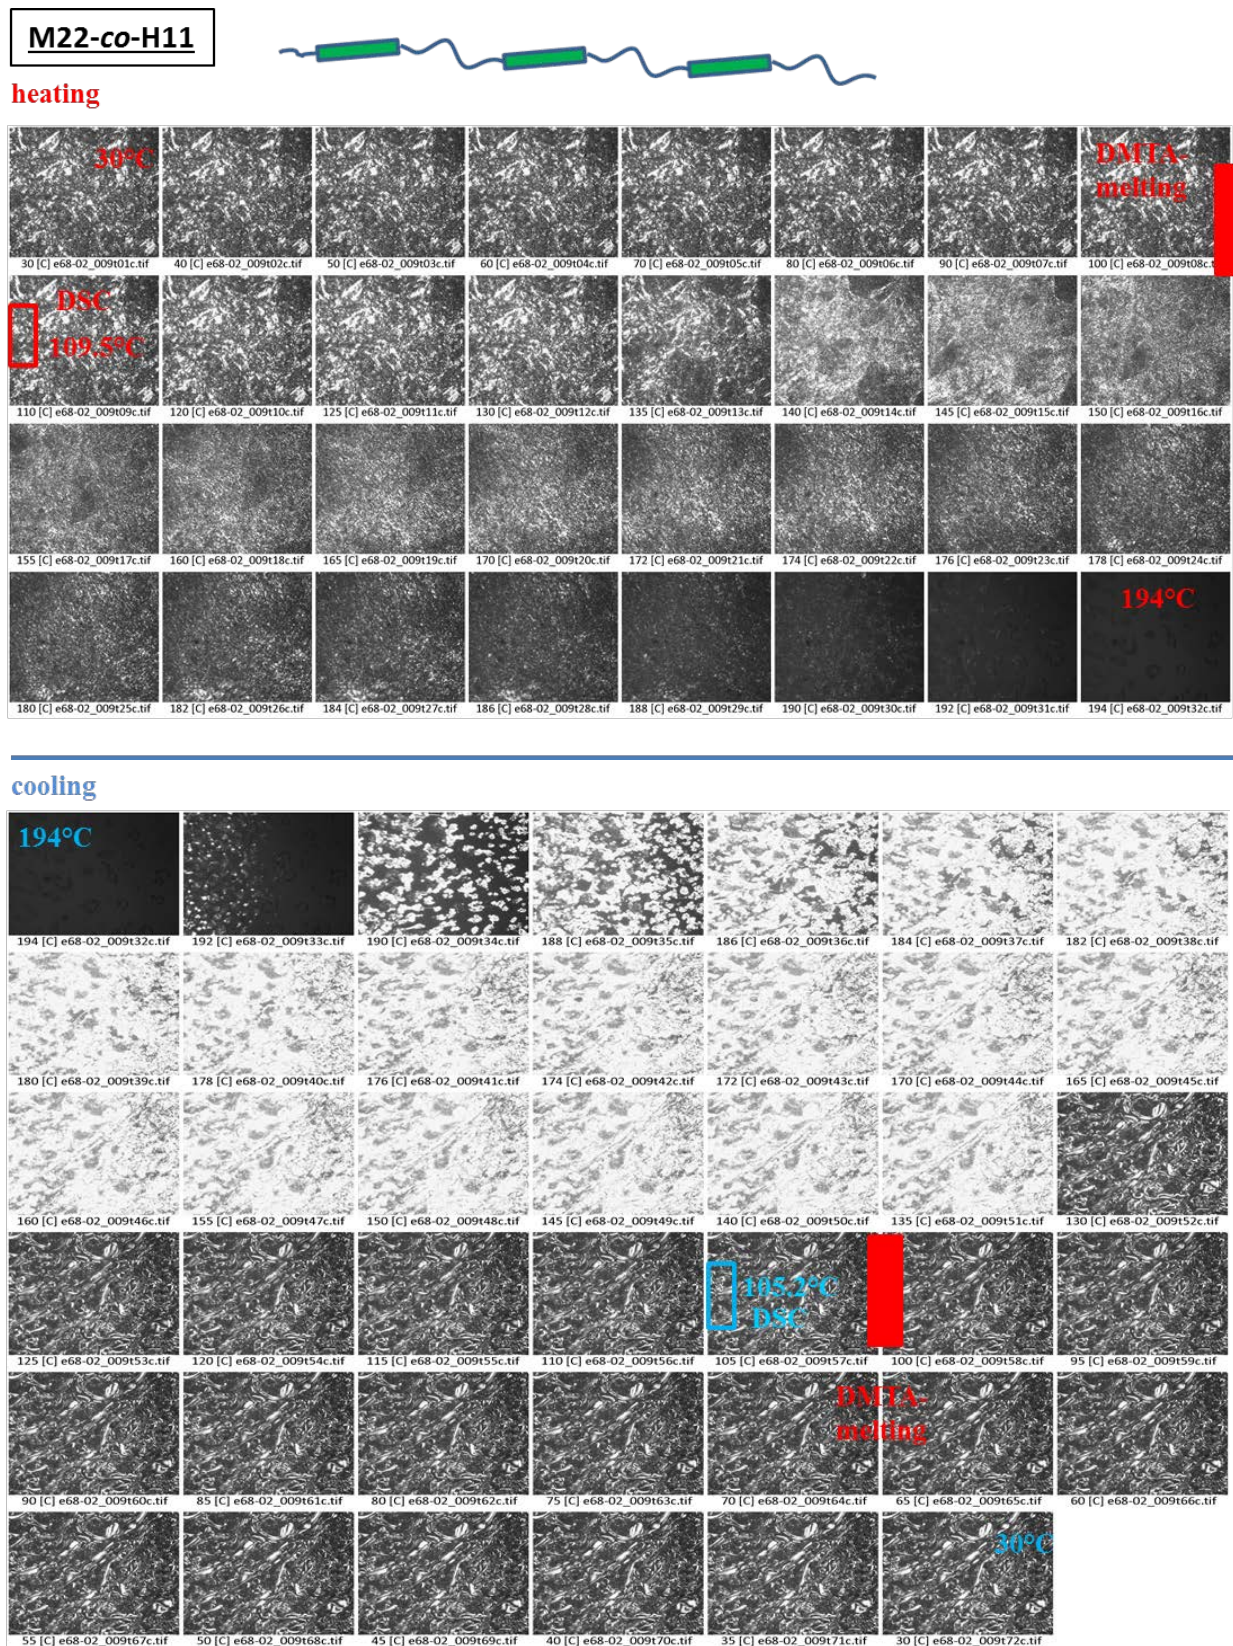 M22-co-H11
heating
30°C
DMTA-
melting
30 [C] e68-02_009t01c.tif 40 [C] e68-02_009t02c.tif 50 [C] e68-02_009t03c.tif 60 [C] e68-02_009t04c.tif 70 [C] e68-02_009t05c.tif 80 [C] e68-02_009t06c.tif 90 [C] e68-02_009t07c.tif 100 [C] e68-02_009t08c.t
DSC
109.5°C
110 [C] e68-02_009t09c.tif 120 [C] e68-02_009t10c.tif 125 [C] e68-02_009t11c.tif 130 [C] e68-02_009t12c.tif 135 [C] e68-02_009t13c.tif 140 [C] e68-02_009t14c.tif 145 [C] e68-02_009t15c.tif 150 [C] e68-02_009t16c.tif
155 [C] e68-02_009t17c.tif 160 [C] e68-02_009t18c.tif 165 [C] e68-02_009t19c.tif 170 [C] e68-02_009t20c.tif 172 [C] e68-02_009t21c.tif 174 [C] e68-02_009t22c.tif 176 [C] e68-02_009t23c.tif 178 [C] e68-02_009t24c.tif
194°C
180 [C] e68-02_009t25c.tif 182 [C] e68-02_009t26c.tif 184 [C] e68-02_009t27c.tif 186 [C] e68-02_009t28c.tif 188 [C] e68-02_009t29c.tif 190 [C] e68-02_009t30c.tif 192 [C] e68-02_009t31c.tif 194 [C] e68-02_009t32c.tif
cooling
194°C
194 [C] e68-02_009t32c.tif 192 [C] e68-02_009t33c.tif 190 [C] e68-02_009t34c.tif 188 [C] e68-02_009t35c.tif 186 [C] e68-02_009t36c.tif 184 [C] e68-02_009t37c.tif 182 [C] e68-02_009t38c.tif
180 [C] e68-02_009t39c.tif 178 [C] e68-02_009t40c.tif 176 [C] e68-02_009t41c.tif 174 [C] e68-02_009t42c.tif 172 [C] e68-02_009t43c.tif 170 [C] e68-02_009t44c.tif 165 [C] e68-02_009t45c.tif
160 [C] e68-02_009t46c.tif 155 [C] e68-02_009t47c.tif 150 [C] e68-02_009t48c.tif 145 [C] e68-02_009t49c.tif 140 [C] e68-02_009t50c.tif 135 [C] e68-02_009t51c.tif 130 [C] e68-02_009t52c.tif
105.2°C
DSC
125 [C] e68-02_009t53c.tif 120 [C] e68-02_009t54c.tif 115 [C] e68-02_009t55c.tif 110 [C] e68-02_009t56c.tif 105 [C] e68-02_009t57c.tif 100 [C] e68-02_009t58c.tif 95 [C] e68-02_009t59c.tif
DMTA-
melting
90 [C] e68-02_009t60c.tif 85 [C] e68-02_009t61c.tif 80 [C] e68-02_009t62c.tif 75 [C] e68-02_009t63c.tif 70 [C] e68-02_009t64c.tif 65 [C] e68-02_009t65c.tif 60 [C] e68-02_009t66c.tif
30°C
55 [C] e68-02_009t67c.tif 50 [C] e68-02_009t68c.tif 45 [C] e68-02_009t69c.tif 40 [C] e68-02_009t70c.tif 35 [C] e68-02_009t71c.tif 30 [C] e68-02_009t72c.tif